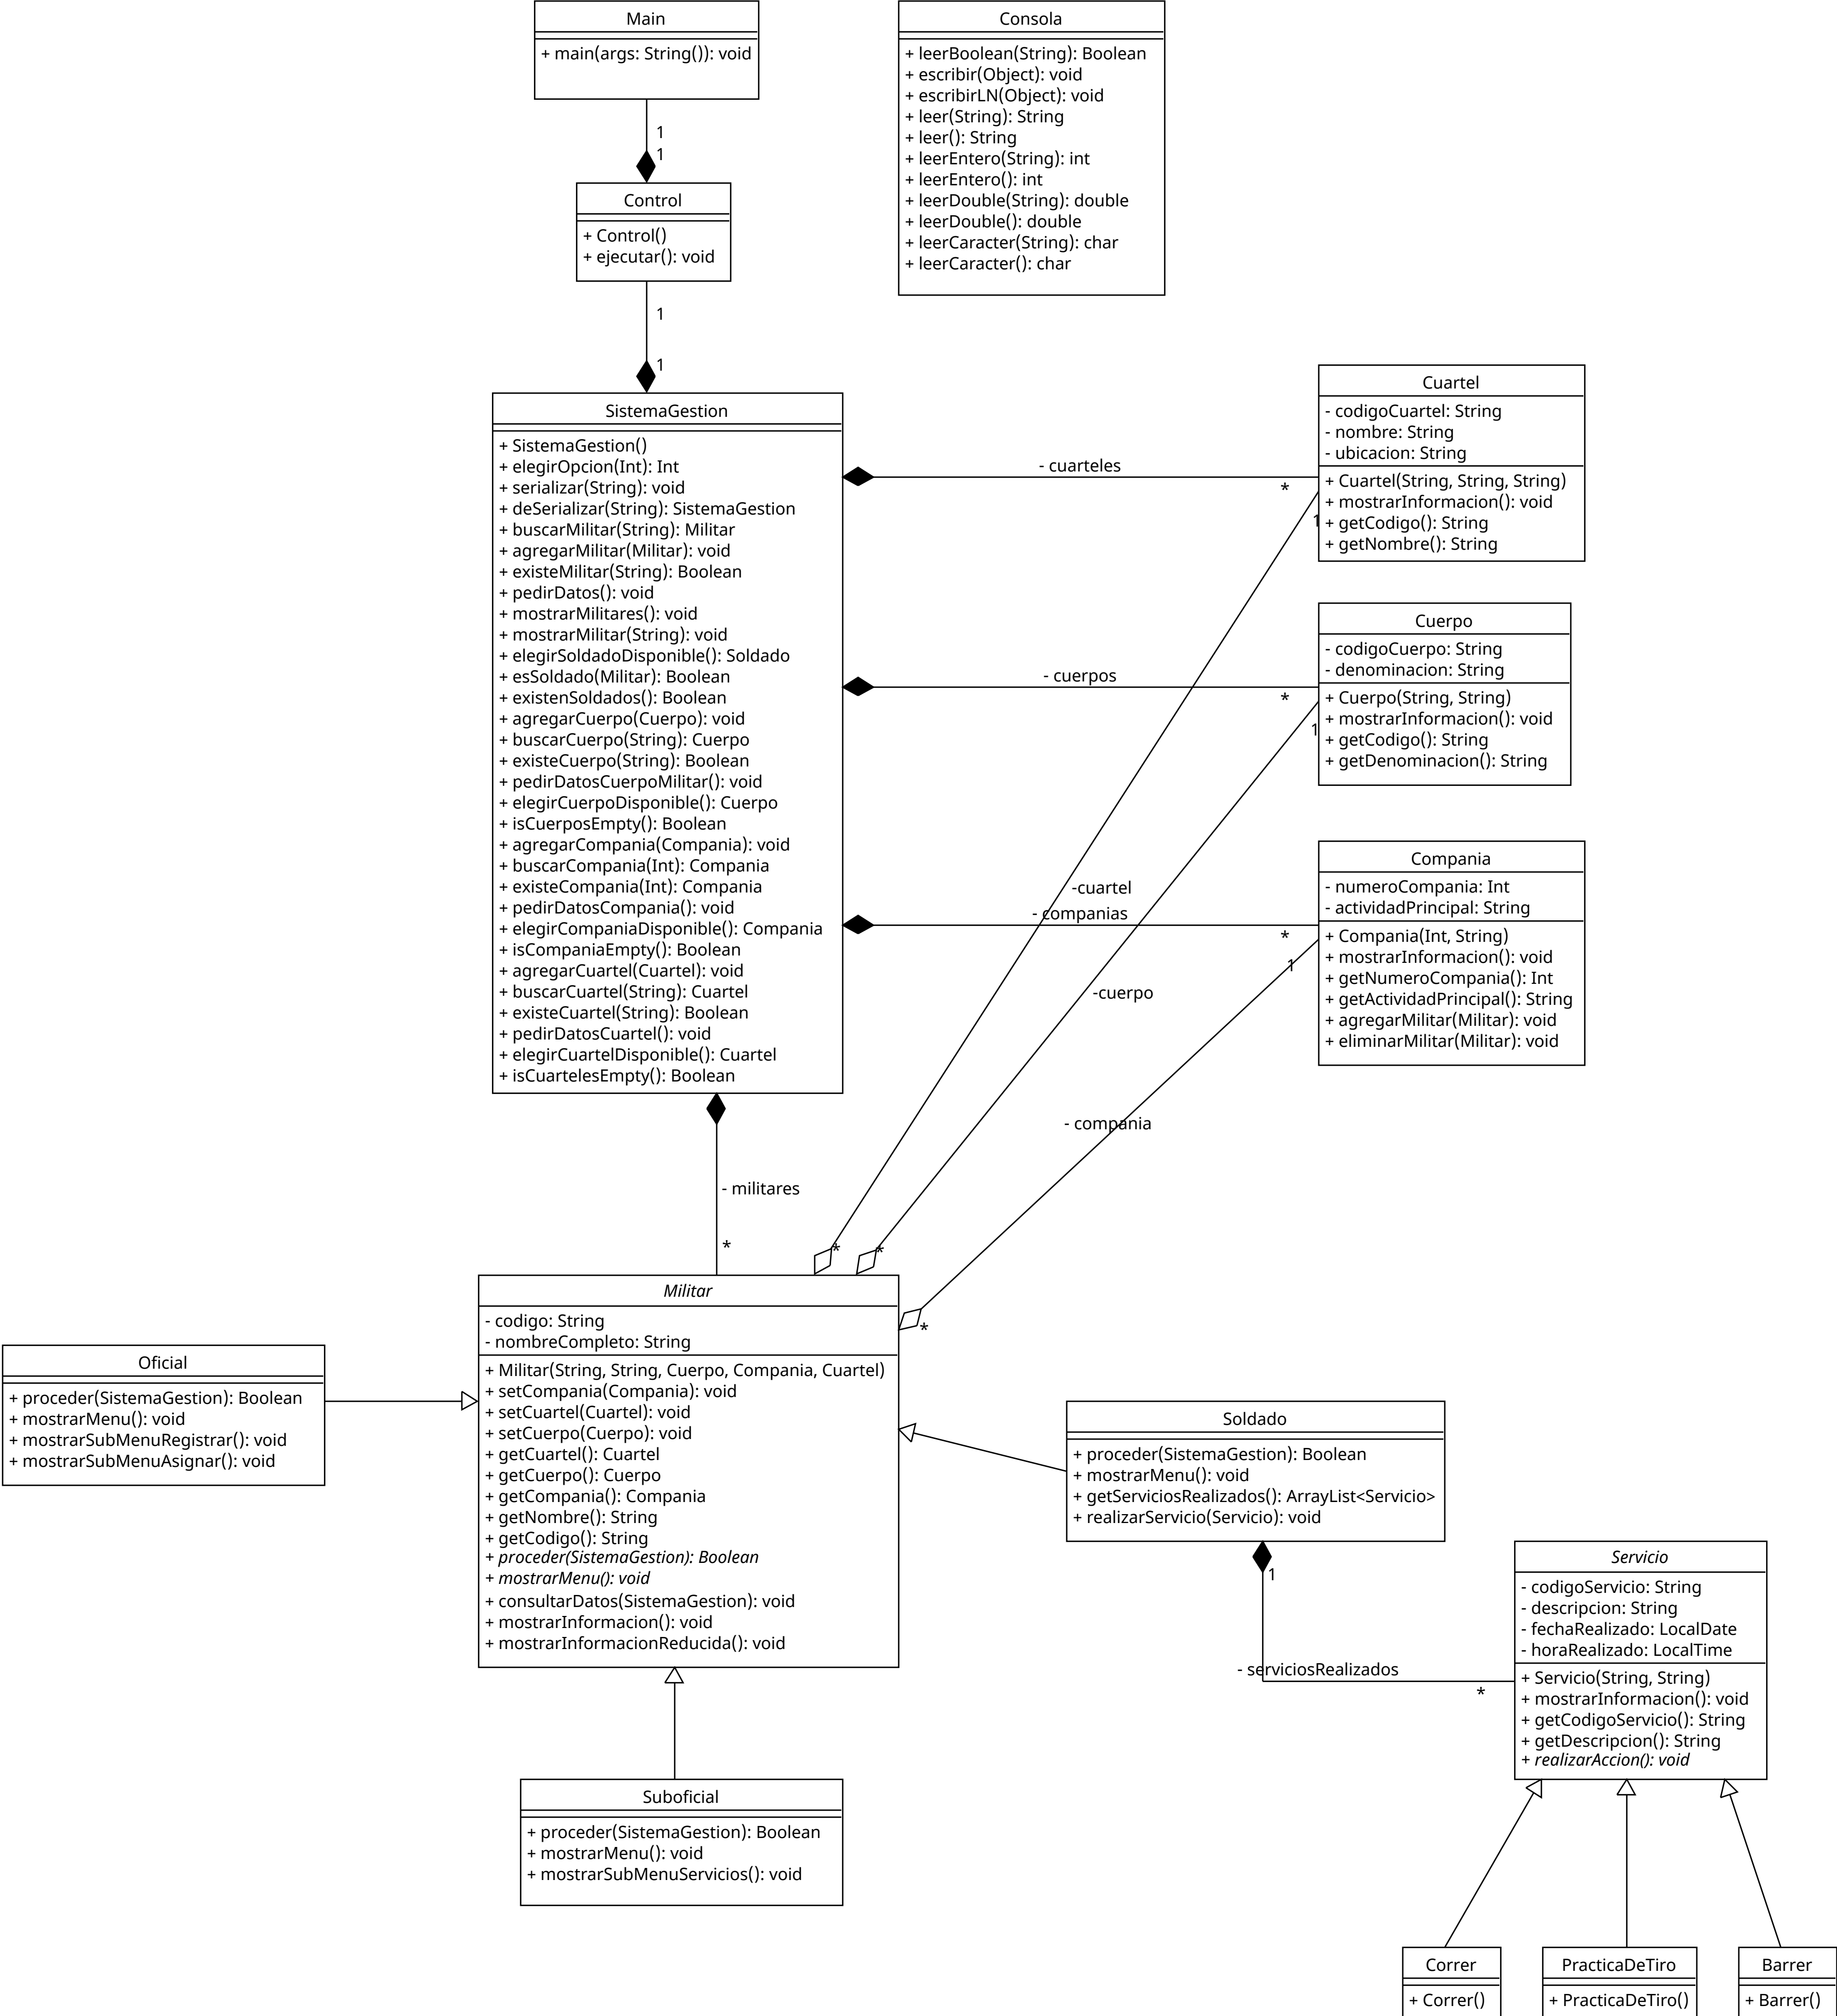 Main
+ main(args: String()): void
Consola
+ leerBoolean(String): Boolean
+ escribir(Object): void
+ escribirLN(Object): void
+ leer(String): String
+ leer(): String
+ leerEntero(String): int
+ leerEntero(): int
+ leerDouble(String): double
+ leerDouble(): double
+ leerCaracter(String): char
+ leerCaracter(): char
1
1
Control
+ Control()
+ ejecutar(): void
1
1
SistemaGestion
+ SistemaGestion()
+ elegirOpcion(Int): Int
+ serializar(String): void
+ deSerializar(String): SistemaGestion
+ buscarMilitar(String): Militar
+ agregarMilitar(Militar): void
+ existeMilitar(String): Boolean
+ pedirDatos(): void
+ mostrarMilitares(): void
+ mostrarMilitar(String): void
+ elegirSoldadoDisponible(): Soldado
+ esSoldado(Militar): Boolean
+ existenSoldados(): Boolean
+ agregarCuerpo(Cuerpo): void
+ buscarCuerpo(String): Cuerpo
+ existeCuerpo(String): Boolean
+ pedirDatosCuerpoMilitar(): void
+ elegirCuerpoDisponible(): Cuerpo
+ isCuerposEmpty(): Boolean
+ agregarCompania(Compania): void
+ buscarCompania(Int): Compania
+ existeCompania(Int): Compania
+ pedirDatosCompania(): void
+ elegirCompaniaDisponible(): Compania
+ isCompaniaEmpty(): Boolean
+ agregarCuartel(Cuartel): void
+ buscarCuartel(String): Cuartel
+ existeCuartel(String): Boolean
+ pedirDatosCuartel(): void
+ elegirCuartelDisponible(): Cuartel
+ isCuartelesEmpty(): Boolean
- cuarteles
*
1
Cuartel
- codigoCuartel: String
- nombre: String
- ubicacion: String
+ Cuartel(String, String, String)
+ mostrarInformacion(): void
+ getCodigo(): String
+ getNombre(): String
- cuerpos
*
1
Cuerpo
- codigoCuerpo: String
- denominacion: String
+ Cuerpo(String, String)
+ mostrarInformacion(): void
+ getCodigo(): String
+ getDenominacion(): String
-cuartel
- companias
*
1
Compania
- numeroCompania: Int
- actividadPrincipal: String
+ Compania(Int, String)
+ mostrarInformacion(): void
+ getNumeroCompania(): Int
+ getActividadPrincipal(): String
+ agregarMilitar(Militar): void
+ eliminarMilitar(Militar): void
-cuerpo
- compania
- militares
*
*
*
*
Militar
- codigo: String
- nombreCompleto: String
+ Militar(String, String, Cuerpo, Compania, Cuartel)
+ setCompania(Compania): void
+ setCuartel(Cuartel): void
+ setCuerpo(Cuerpo): void
+ getCuartel(): Cuartel
+ getCuerpo(): Cuerpo
+ getCompania(): Compania
+ getNombre(): String
+ getCodigo(): String
+ proceder(SistemaGestion): Boolean
+ mostrarMenu(): void
+ consultarDatos(SistemaGestion): void
+ mostrarInformacion(): void
+ mostrarInformacionReducida(): void
Oficial
+ proceder(SistemaGestion): Boolean
+ mostrarMenu(): void
+ mostrarSubMenuRegistrar(): void
+ mostrarSubMenuAsignar(): void
Soldado
+ proceder(SistemaGestion): Boolean
+ mostrarMenu(): void
+ getServiciosRealizados(): ArrayList<Servicio>
+ realizarServicio(Servicio): void
1
- serviciosRealizados
*
Servicio
- codigoServicio: String
- descripcion: String
- fechaRealizado: LocalDate
- horaRealizado: LocalTime
+ Servicio(String, String)
+ mostrarInformacion(): void
+ getCodigoServicio(): String
+ getDescripcion(): String
+ realizarAccion(): void
Suboficial
+ proceder(SistemaGestion): Boolean
+ mostrarMenu(): void
+ mostrarSubMenuServicios(): void
Correr
+ Correr()
PracticaDeTiro
+ PracticaDeTiro()
Barrer
+ Barrer()